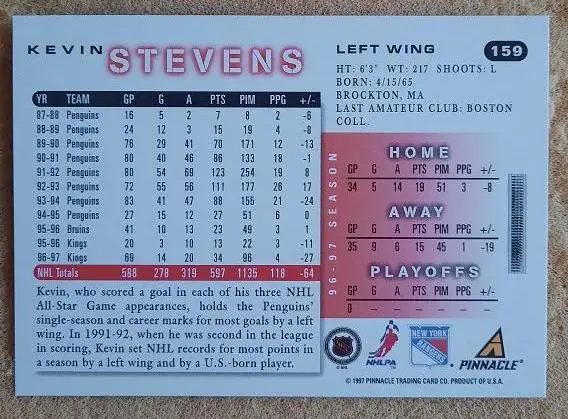 KEVIN STEVENS
LEFT WING 159
HT: 6'3" WT: 217 SHOOTS: L
BORN: 4/15/65
BROCKTON, MA
LAST AMATEUR CLUB: BOSTON
COLL.
YR TEAM GP G A PTS PIM PPG +/-
87-88 Penguins 16 5 2 7 8 2 -6
88-89 Penguins 24 12 3 15 19 4 -8
89-90 Penguins 76 29 41 70 171 12 -13
90-91 Penguins 80 40 46 86 133 18 -1
91-92 Penguins 80 54 69 123 254 19 8
92-93 Penguins 72 55 56 111 177 26 17
93-94 Penguins 83 41 47 88 155 21 -24
94-95 Penguins 27 15 12 27 51 6 0
95-96 Bruins 41 10 13 23 49 3 1
95-96 Kings 20 3 10 13 22 3 -11
96-97 Kings 69 14 20 34 96 4 -27
NHL Totals 588 278 319 597 1135 118 -64
96-97 SEASON
HOME
GP G A PTS PIM PPG +/-
34 5 14 19 51 3 -8
AWAY
GP G A PTS PIM PPG +/-
35 9 6 15 45 1 -19
PLAYOFFS
GP G A PTS PIM PPG +/-
0 – – – – – –
Kevin, who scored a goal in each of his three NHL
All-Star Game appearances, holds the Penguins'
single-season and career marks for most goals by a left
wing. In 1991-92, when he was second in the league
in scoring, Kevin set NHL records for most points in
a season by a left wing and by a U.S.-born player.
NHLPA
NEW YORK
RANGERS
PINNACLE
© 1997 PINNACLE TRADING CARD CO. PRODUCT OF U.S.A.